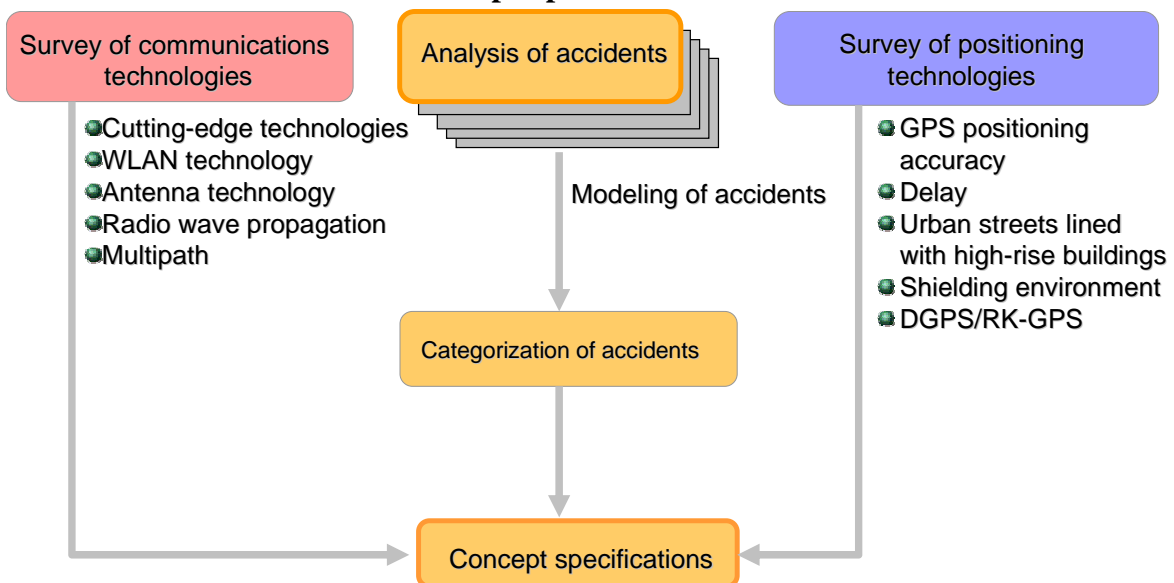 Survey of communications
technologies
Analysis of accidents
Survey of positioning
technologies
Cutting-edge technologies
WLAN technology
Antenna technology
Radio wave propagation
Multipath
Modeling of accidents
GPS positioning
accuracy
Delay
Urban streets lined
with high-rise buildings
Shielding environment
DGPS/RK-GPS
Categorization of accidents
Concept specifications